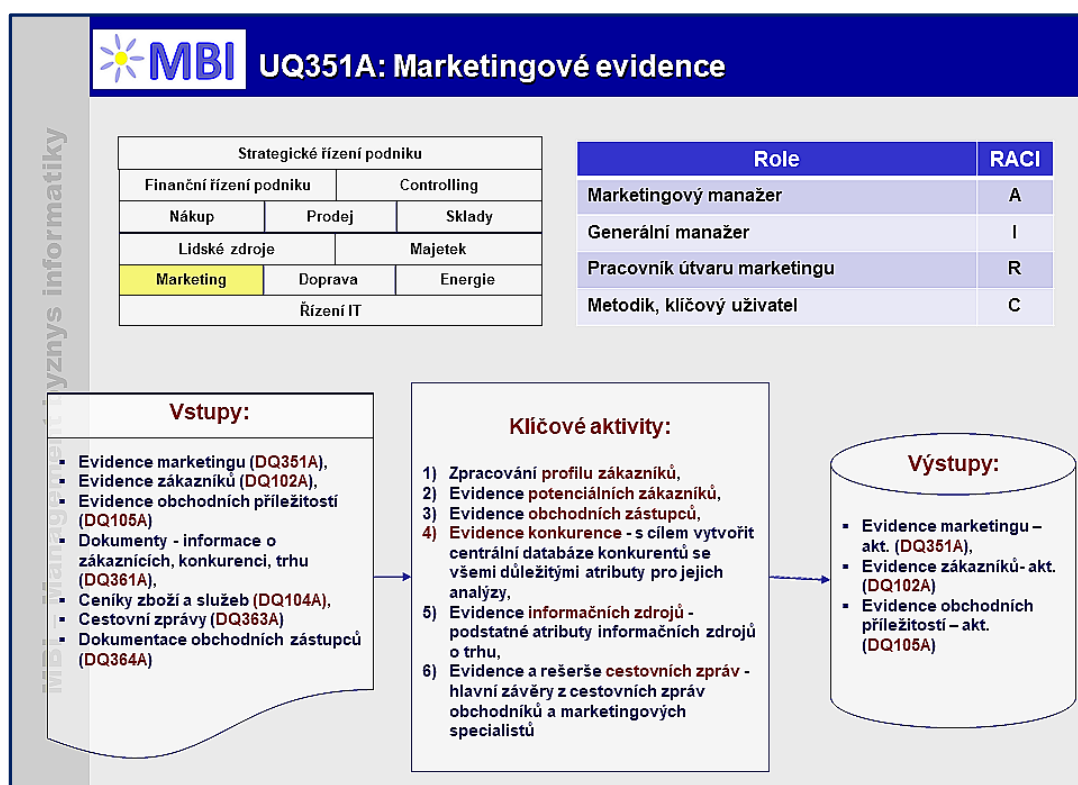 MBI
UQ351A: Marketingové evidence
MBI – Management byznys informatiky
Strategické řízení podniku
Finanční řízení podniku
Controlling
Nákup
Prodej
Sklady
Lidské zdroje
Majetek
Marketing
Doprava
Energie
Řízení IT
Role RACI
Marketingový manažer A
Generální manažer I
Pracovník útvaru marketingu R
Metodik, klíčový uživatel C
Vstupy:
▪ Evidence marketingu (DQ351A),
▪ Evidence zákazníků (DQ102A),
▪ Evidence obchodních příležitostí
(DQ105A)
▪ Dokumenty - informace o
zákaznících, konkurenci, trhu
(DQ361A),
▪ Ceníky zboží a služeb (DQ104A),
▪ Cestovní zprávy (DQ363A)
▪ Dokumentace obchodních zástupců
(DQ364A)
Klíčové aktivity:
1) Zpracování profilu zákazníků,
2) Evidence potenciálních zákazníků,
3) Evidence obchodních zástupců,
4) Evidence konkurence - s cílem vytvořit
centrální databáze konkurentů se
všemi důležitými atributy pro jejich
analýzy,
5) Evidence informačních zdrojů -
podstatné atributy informačních zdrojů
o trhu,
6) Evidence a rešerše cestovních zpráv -
hlavní závěry z cestovních zpráv
obchodníků a marketingových
specialistů
Výstupy:
▪ Evidence marketingu –
akt. (DQ351A),
▪ Evidence zákazníků- akt.
(DQ102A)
▪ Evidence obchodních
příležitostí – akt.
(DQ105A)